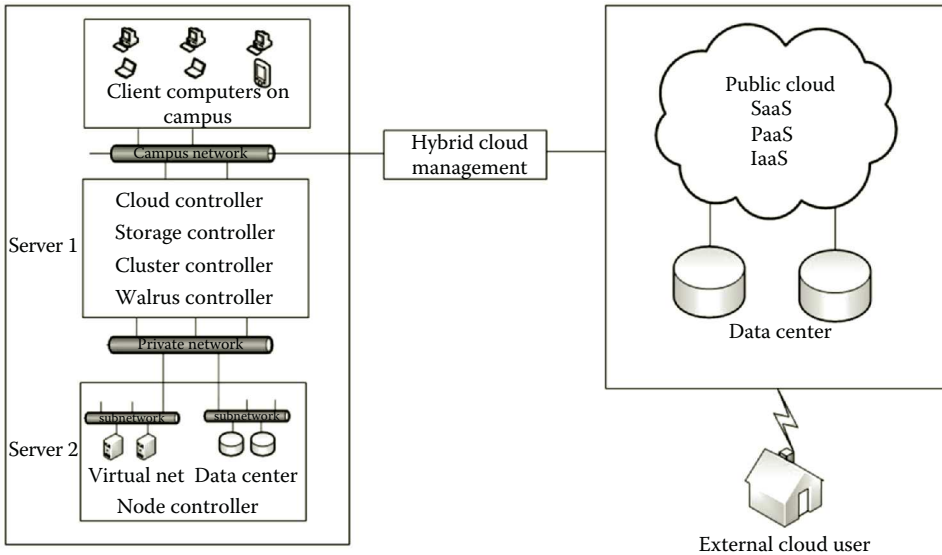 Client computers on
campus
Campus network
Server 1
Cloud controller
Storage controller
Cluster controller
Walrus controller
Private network
Server 2
subnetwork
subnetwork
Virtual net
Data center
Node controller
Hybrid cloud
management
Public cloud
SaaS
PaaS
IaaS
Data center
External cloud user